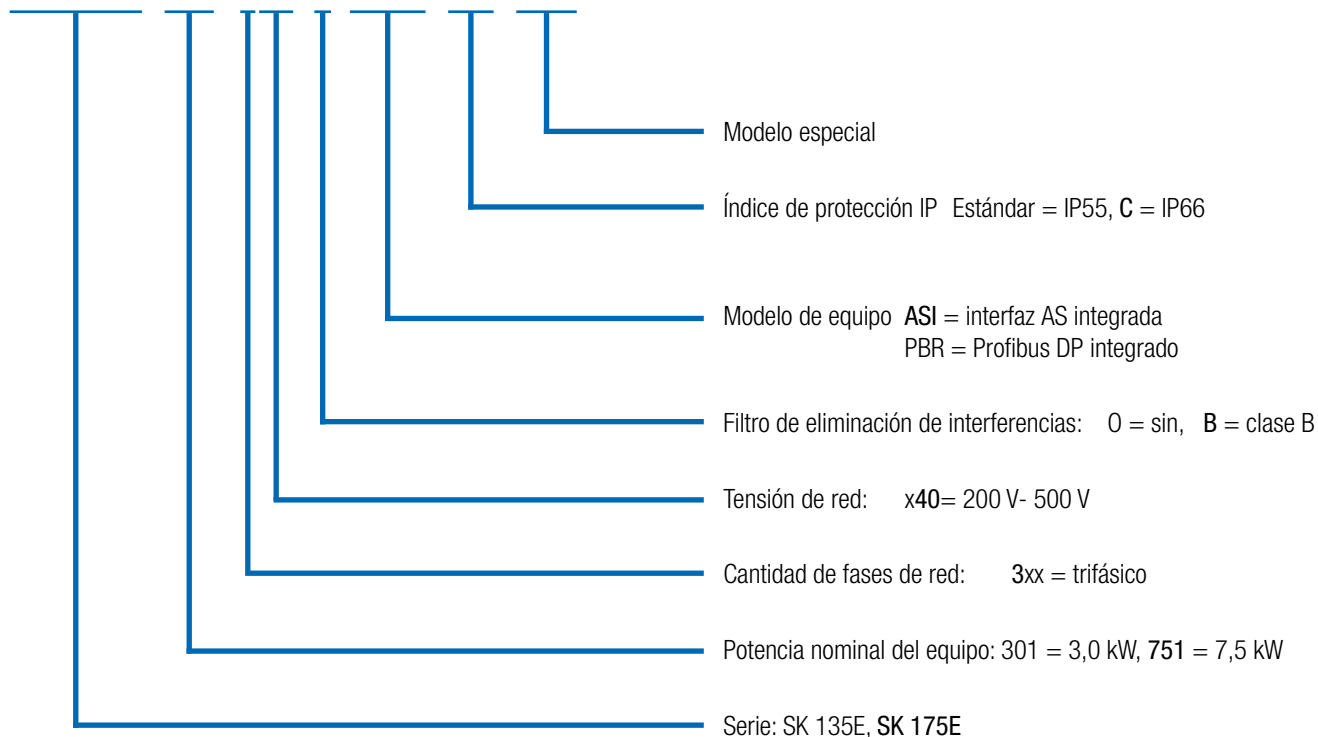 Modelo especial
Índice de protección IP Estándar = IP55, C = IP66
Modelo de equipo ASI = interfaz AS integrada
PBR = Profibus DP integrado
Filtro de eliminación de interferencias: O = sin, B = clase B
Tensión de red: x40= 200 V- 500 V
Cantidad de fases de red: 3xx = trifásico
Potencia nominal del equipo: 301 = 3,0 kW, 751 = 7,5 kW
Serie: SK 135E, SK 175E